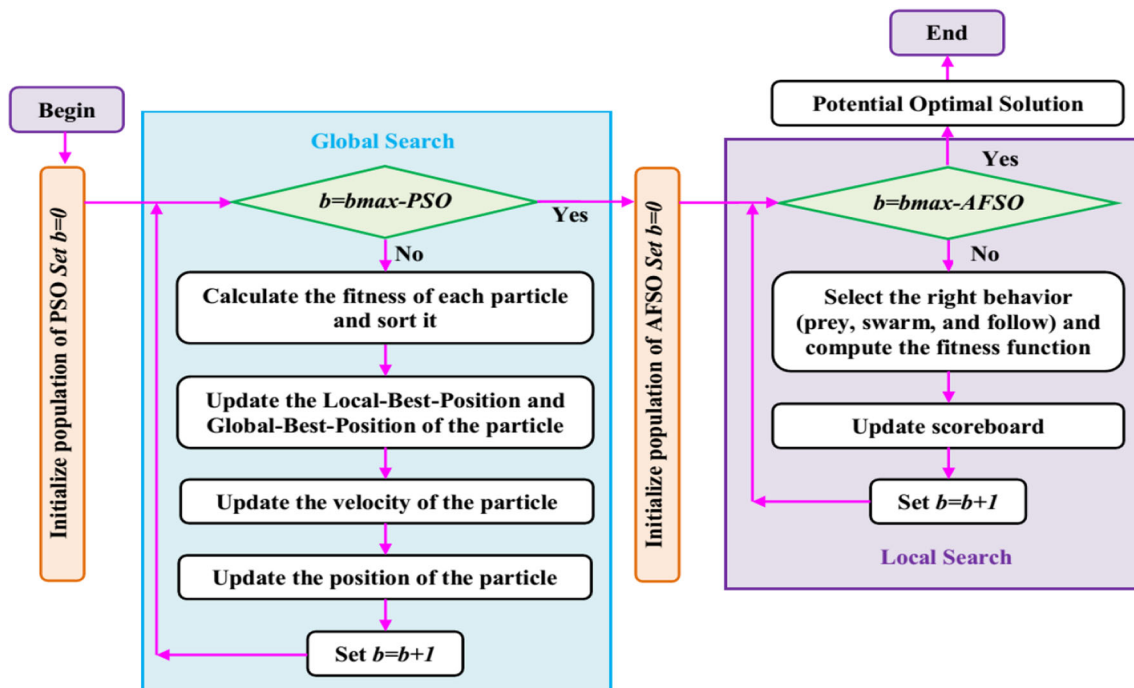 Begin
Initialize population of PSO Set b=0
Global Search
b=bmax-PSO
Yes
No
Calculate the fitness of each particle
and sort it
Update the Local-Best-Position and
Global-Best-Position of the particle
Update the velocity of the particle
Update the position of the particle
Set b=b+1
Initialize population of AFSO Set b=0
End
Potential Optimal Solution
Yes
b=bmax-AFSO
No
Select the right behavior
(prey, swarm, and follow) and
compute the fitness function
Update scoreboard
Set b=b+1
Local Search